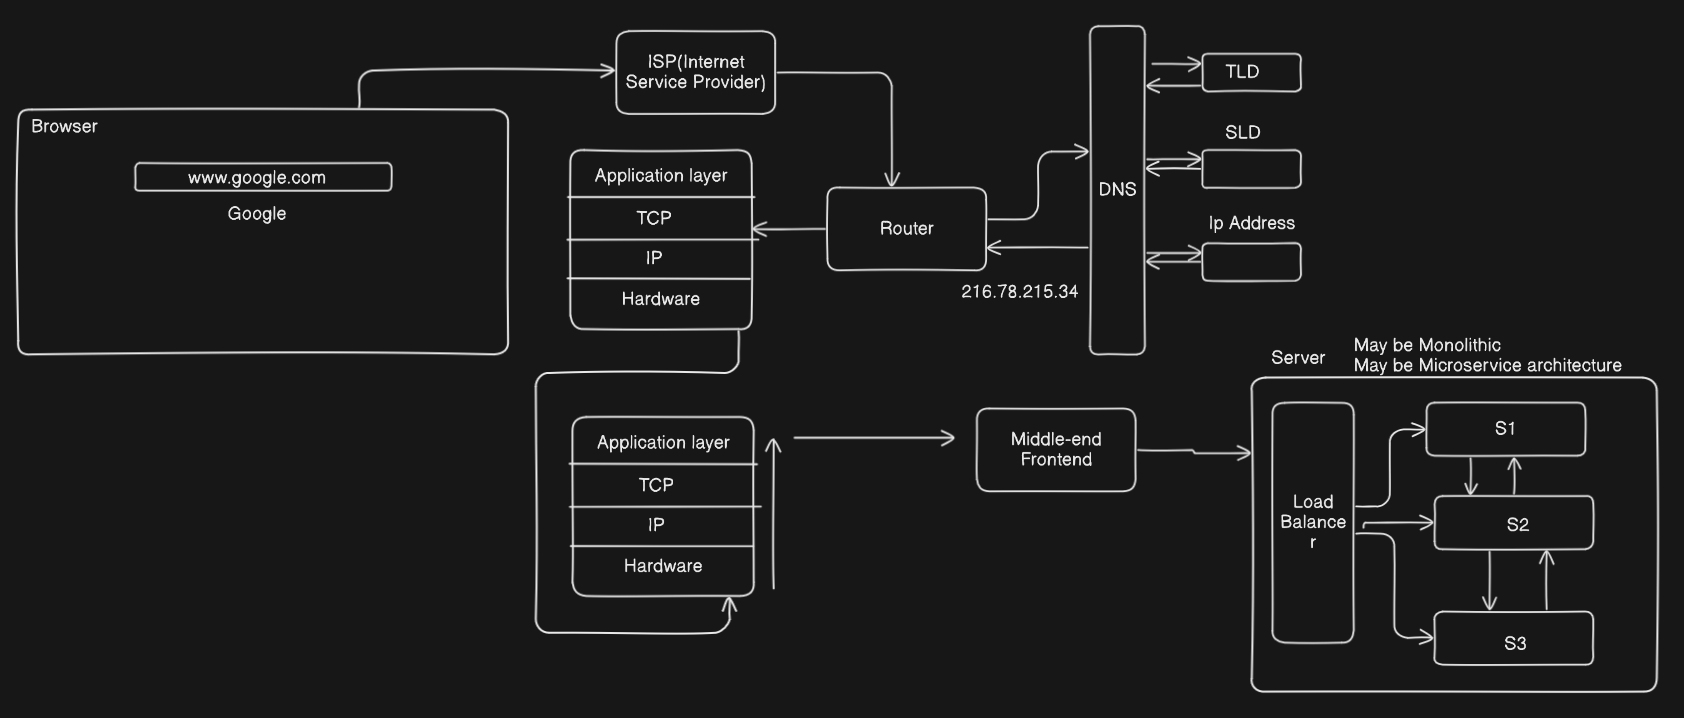 Browser
www.google.com
Google
ISP(Internet
Service Provider)
Application layer
TCP
IP
Hardware
Router
216.78.215.34
DNS
TLD
SLD
Ip Address
Application layer
TCP
IP
Hardware
Middle-end
Frontend
Server
May be Monolithic
May be Microservice architecture
Load
Balance
r
S1
S2
S3